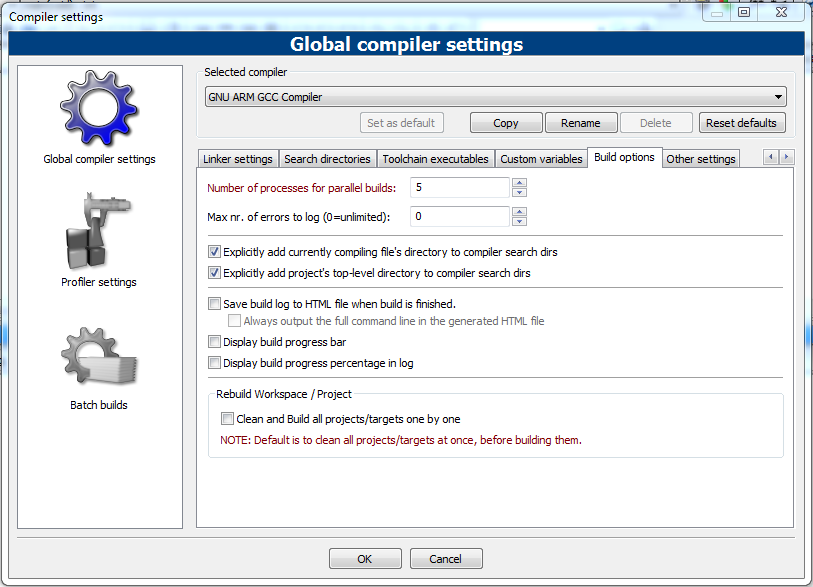 Compiler settings
Global compiler settings
Global compiler settings
Profiler settings
Batch builds
Selected compiler
GNU ARM GCC Compiler
Set as default Copy Rename Delete Reset defaults
Linker settings Search directories Toolchain executables Custom variables Build options Other settings
Number of processes for parallel builds: 5
Max nr. of errors to log (0=unlimited): 0
Explicitly add currently compiling file's directory to compiler search dirs
Explicitly add project's top-level directory to compiler search dirs
Save build log to HTML file when build is finished.
Always output the full command line in the generated HTML file
Display build progress bar
Display build progress percentage in log
Rebuild Workspace / Project
Clean and Build all projects/targets one by one
NOTE: Default is to clean all projects/targets at once, before building them.
OK Cancel